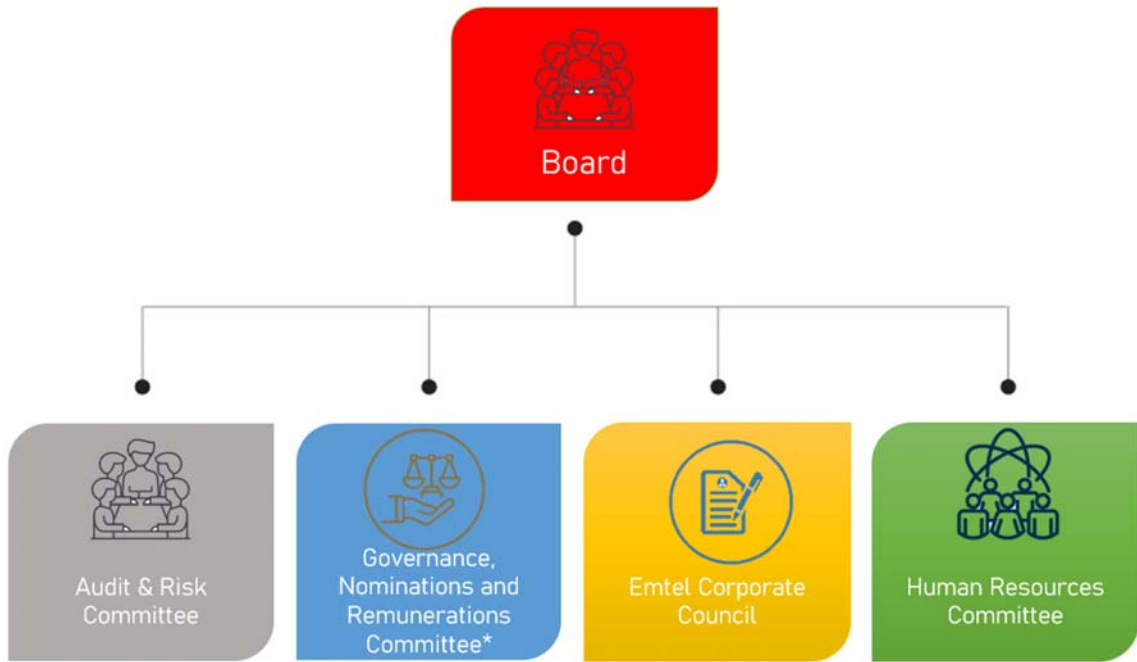 Board
Audit & Risk
Committee
Governance,
Nominations and
Remunerations
Committee*
Emtel Corporate
Council
Human Resources
Committee